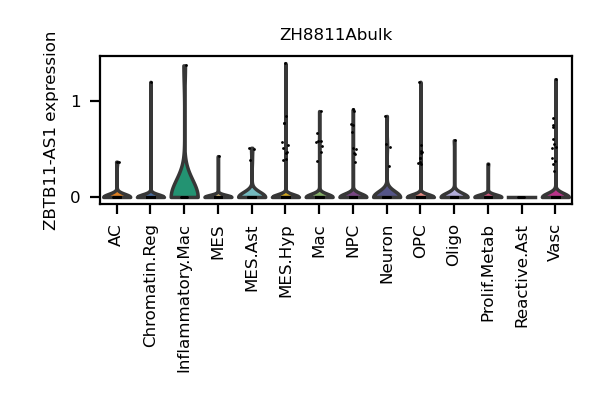 ZH8811Abulk
ZBTB11-AS1 expression
1
0
AC
Chromatin.Reg
Inflammatory.Mac
MES
MES.Ast
MES.Hyp
Mac
NPC
Neuron
OPC
Oligo
Prolif.Metab
Reactive.Ast
Vasc